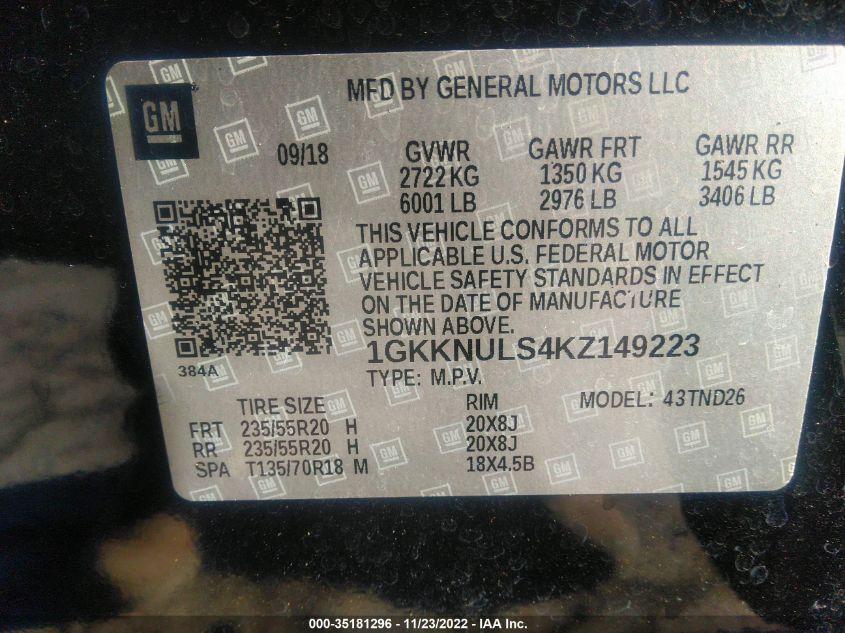 MFD BY GENERAL MOTORS LLC
GM
09/18 GVWR GAWR FRT GAWR RR
2722 KG 1350 KG 1545 KG
6001 LB 2976 LB 3406 LB
THIS VEHICLE CONFORMS TO ALL
APPLICABLE U.S. FEDERAL MOTOR
VEHICLE SAFETY STANDARDS IN EFFECT
ON THE DATE OF MANUFACTURE
SHOWN ABOVE.
1GKKNULS4KZ149223
384A
TYPE: M.P.V.
TIRE SIZE RIM MODEL: 43TND26
FRT 235/55R20 H 20X8J
RR 235/55R20 H 20X8J
SPA T135/70R18 M 18X4.5B
000-35181296 - 11/23/2022 - IAA Inc.